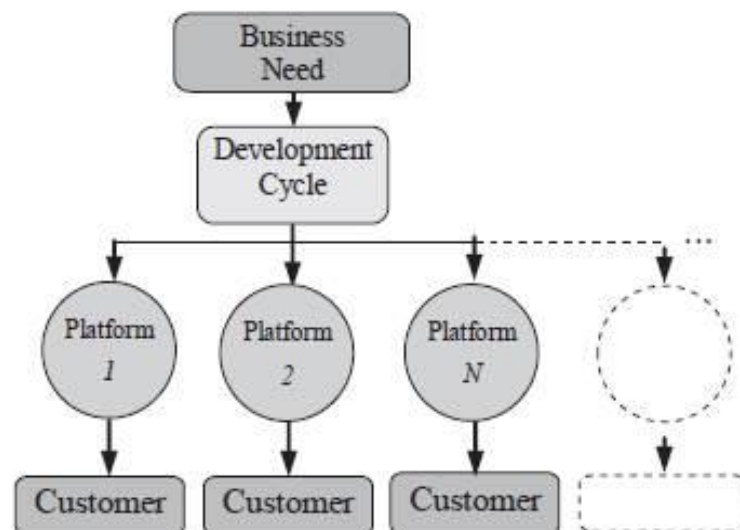 Business
Need
Development
Cycle
...
Platform
1
Platform
2
Platform
N
Customer
Customer
Customer